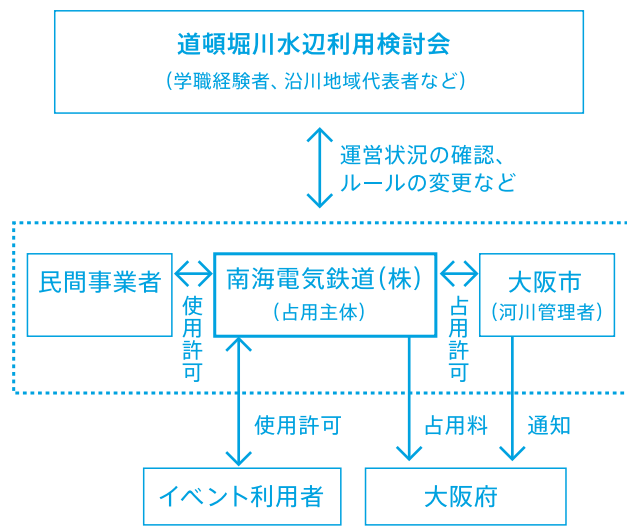 道頓堀川水辺利用検討会
（学職経験者、沿川地域代表者など）
運営状況の確認、
ルールの変更など
民間事業者
使用許可
南海電気鉄道（株）
（占用主体）
占用許可
大阪市
（河川管理者）
使用許可
占用料
通知
イベント利用者
大阪府